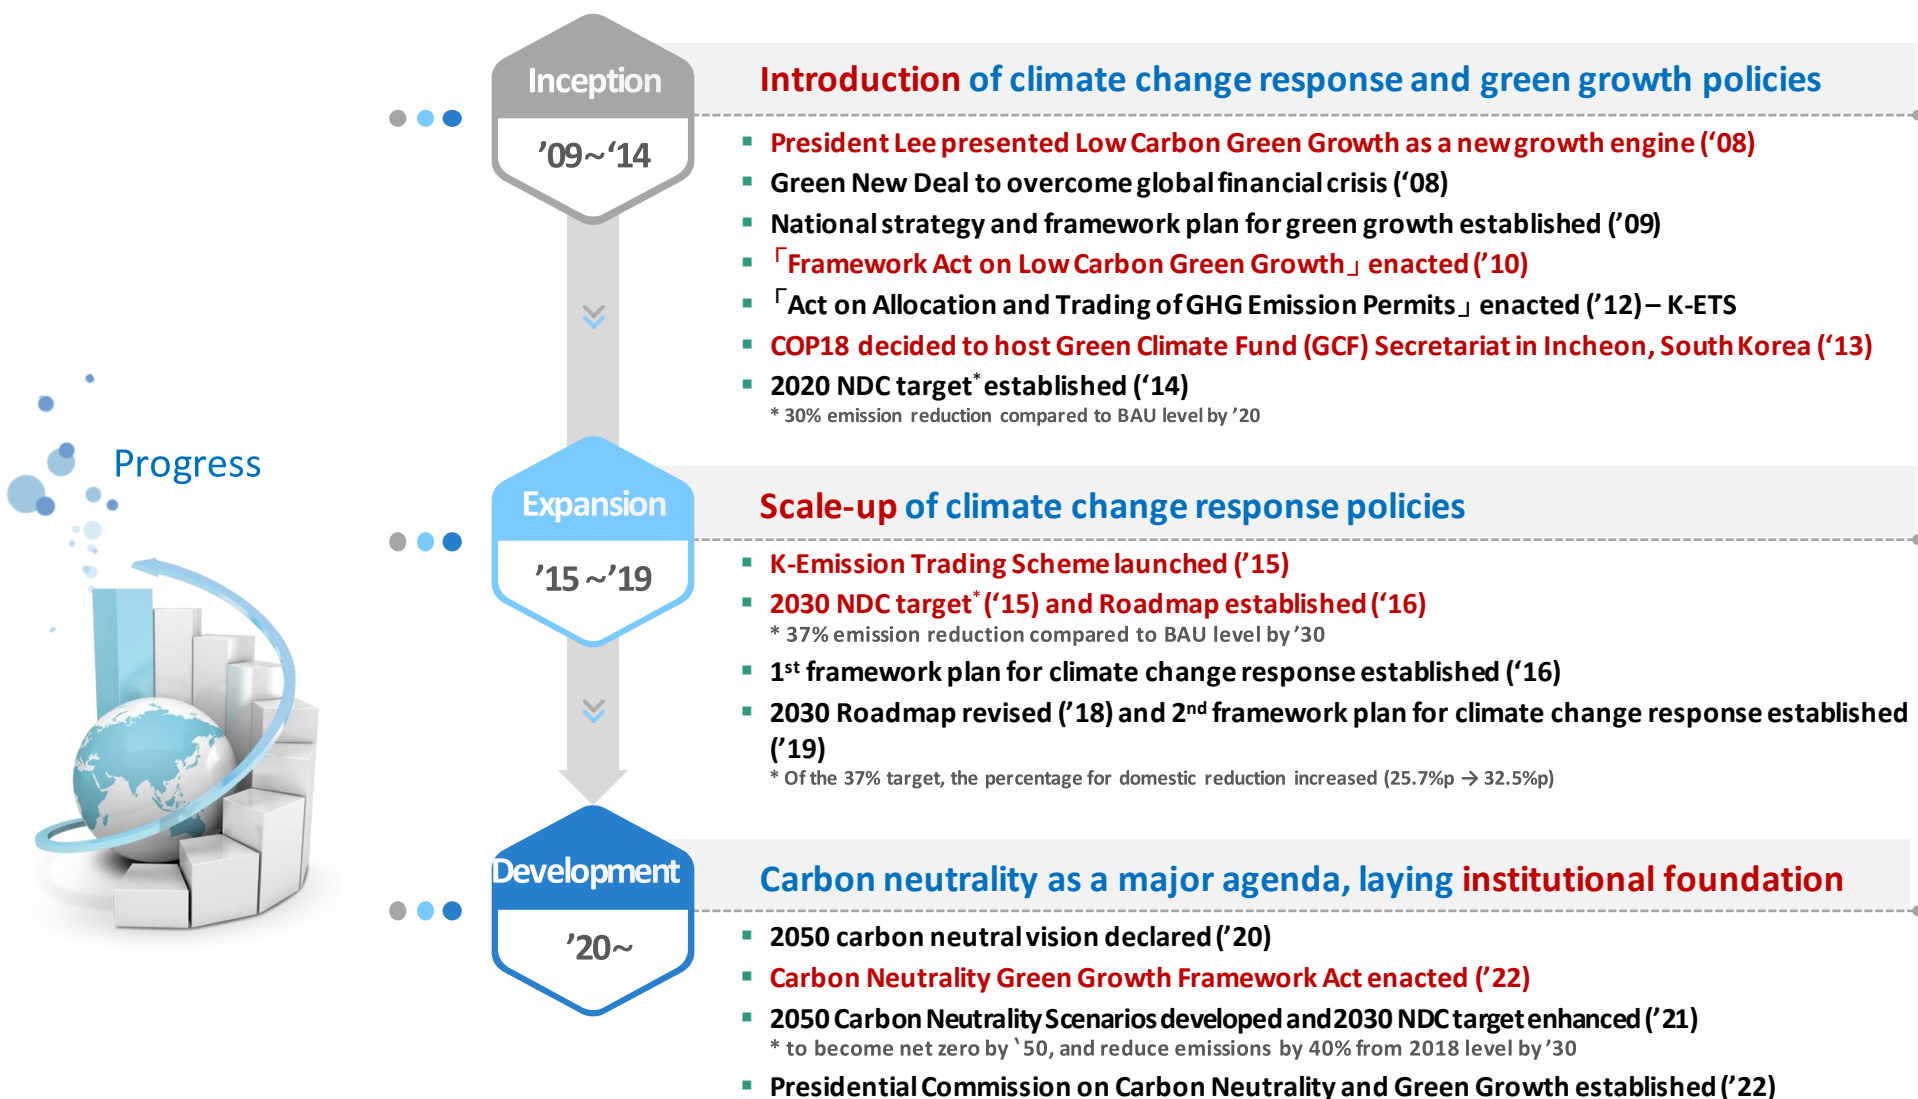 Progress
Inception
’09~‘14
Introduction of climate change response and green growth policies
▪ President Lee presented Low Carbon Green Growth as a new growth engine (‘08)
▪ Green New Deal to overcome global financial crisis (‘08)
▪ National strategy and framework plan for green growth established (’09)
▪ 「Framework Act on Low Carbon Green Growth」 enacted (’10)
▪ 「Act on Allocation and Trading of GHG Emission Permits」 enacted (’12) – K-ETS
▪ COP18 decided to host Green Climate Fund (GCF) Secretariat in Incheon, South Korea (‘13)
▪ 2020 NDC target* established (‘14)
* 30% emission reduction compared to BAU level by ’20
Expansion
’15 ~’19
Scale-up of climate change response policies
▪ K-Emission Trading Scheme launched (’15)
▪ 2030 NDC target* (‘15) and Roadmap established (‘16)
* 37% emission reduction compared to BAU level by ’30
▪ 1st framework plan for climate change response established (‘16)
▪ 2030 Roadmap revised (’18) and 2nd framework plan for climate change response established
(’19)
* Of the 37% target, the percentage for domestic reduction increased (25.7%p → 32.5%p)
Development
’20~
Carbon neutrality as a major agenda, laying institutional foundation
▪ 2050 carbon neutral vision declared (’20)
▪ Carbon Neutrality Green Growth Framework Act enacted (’22)
▪ 2050 Carbon Neutrality Scenarios developed and 2030 NDC target enhanced (’21)
* to become net zero by ‵50, and reduce emissions by 40% from 2018 level by ’30
▪ Presidential Commission on Carbon Neutrality and Green Growth established (’22)